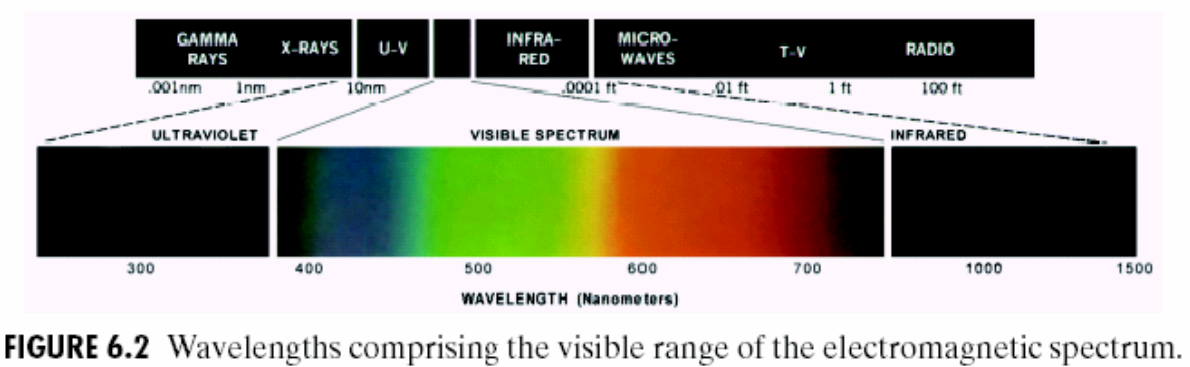 GAMMA RAYS X-RAYS U-V INFRA- RED MICRO- WAVES T-V RADIO
.001nm 1nm 10nm .0001 ft .01 ft 1 ft 100 ft
ULTRAVIOLET VISIBLE SPECTRUM INFRARED
300 400 500 600 700 1000 1500
WAVELENGTH (Nanometers)
FIGURE 6.2 Wavelengths comprising the visible range of the electromagnetic spectrum.